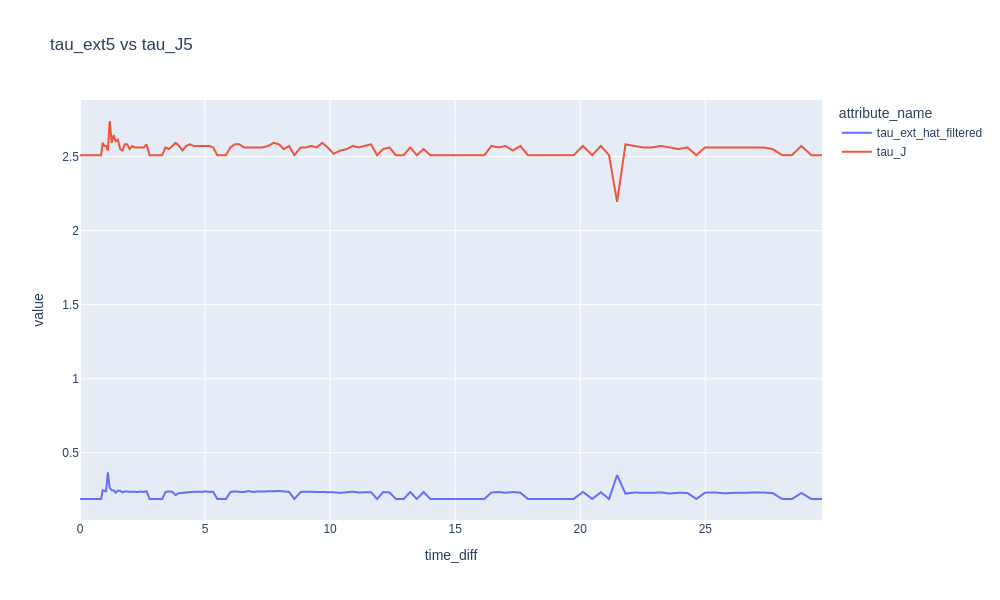 tau_ext5 vs tau_J5
attribute_name
tau_ext_hat_filtered
tau_J
2.5
2
1.5
1
0.5
value
0
5
10
15
20
25
time_diff